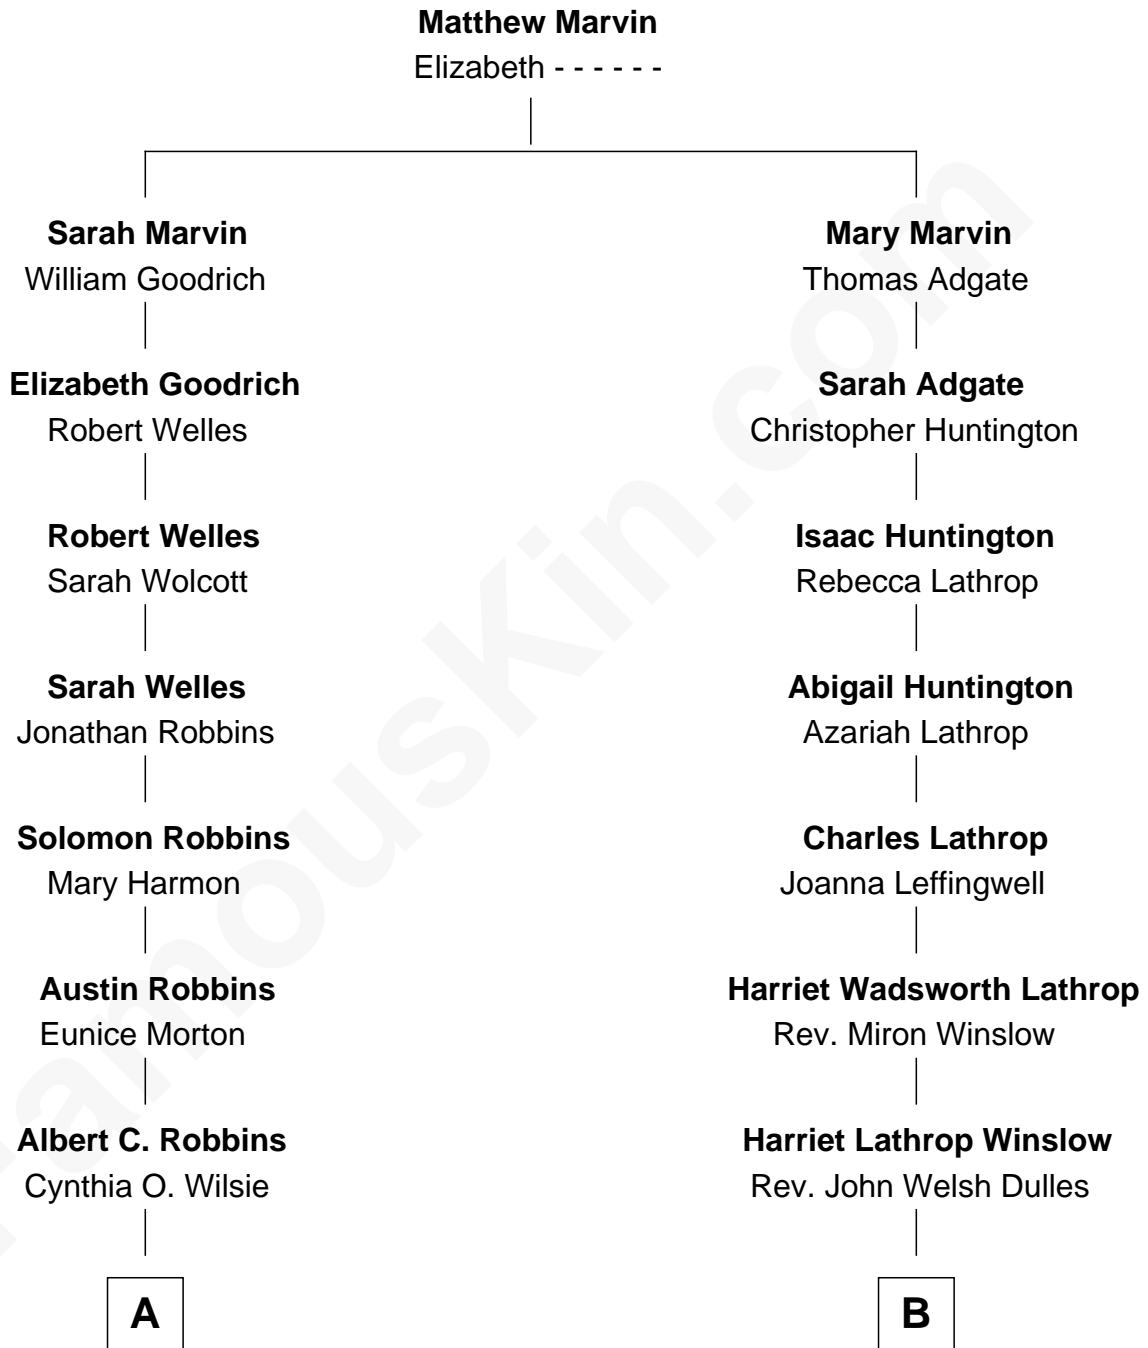 Matthew Marvin
Elizabeth - - - - - -
Sarah Marvin
William Goodrich
Mary Marvin
Thomas Adgate
Elizabeth Goodrich
Robert Welles
Sarah Adgate
Christopher Huntington
Robert Welles
Sarah Wolcott
Isaac Huntington
Rebecca Lathrop
Sarah Welles
Jonathan Robbins
Abigail Huntington
Azariah Lathrop
Solomon Robbins
Mary Harmon
Charles Lathrop
Joanna Leffingwell
Austin Robbins
Eunice Morton
Harriet Wadsworth Lathrop
Rev. Miron Winslow
Albert C. Robbins
Cynthia O. Wilsie
Harriet Lathrop Winslow
Rev. John Welsh Dulles
A
B
FamousKin.com